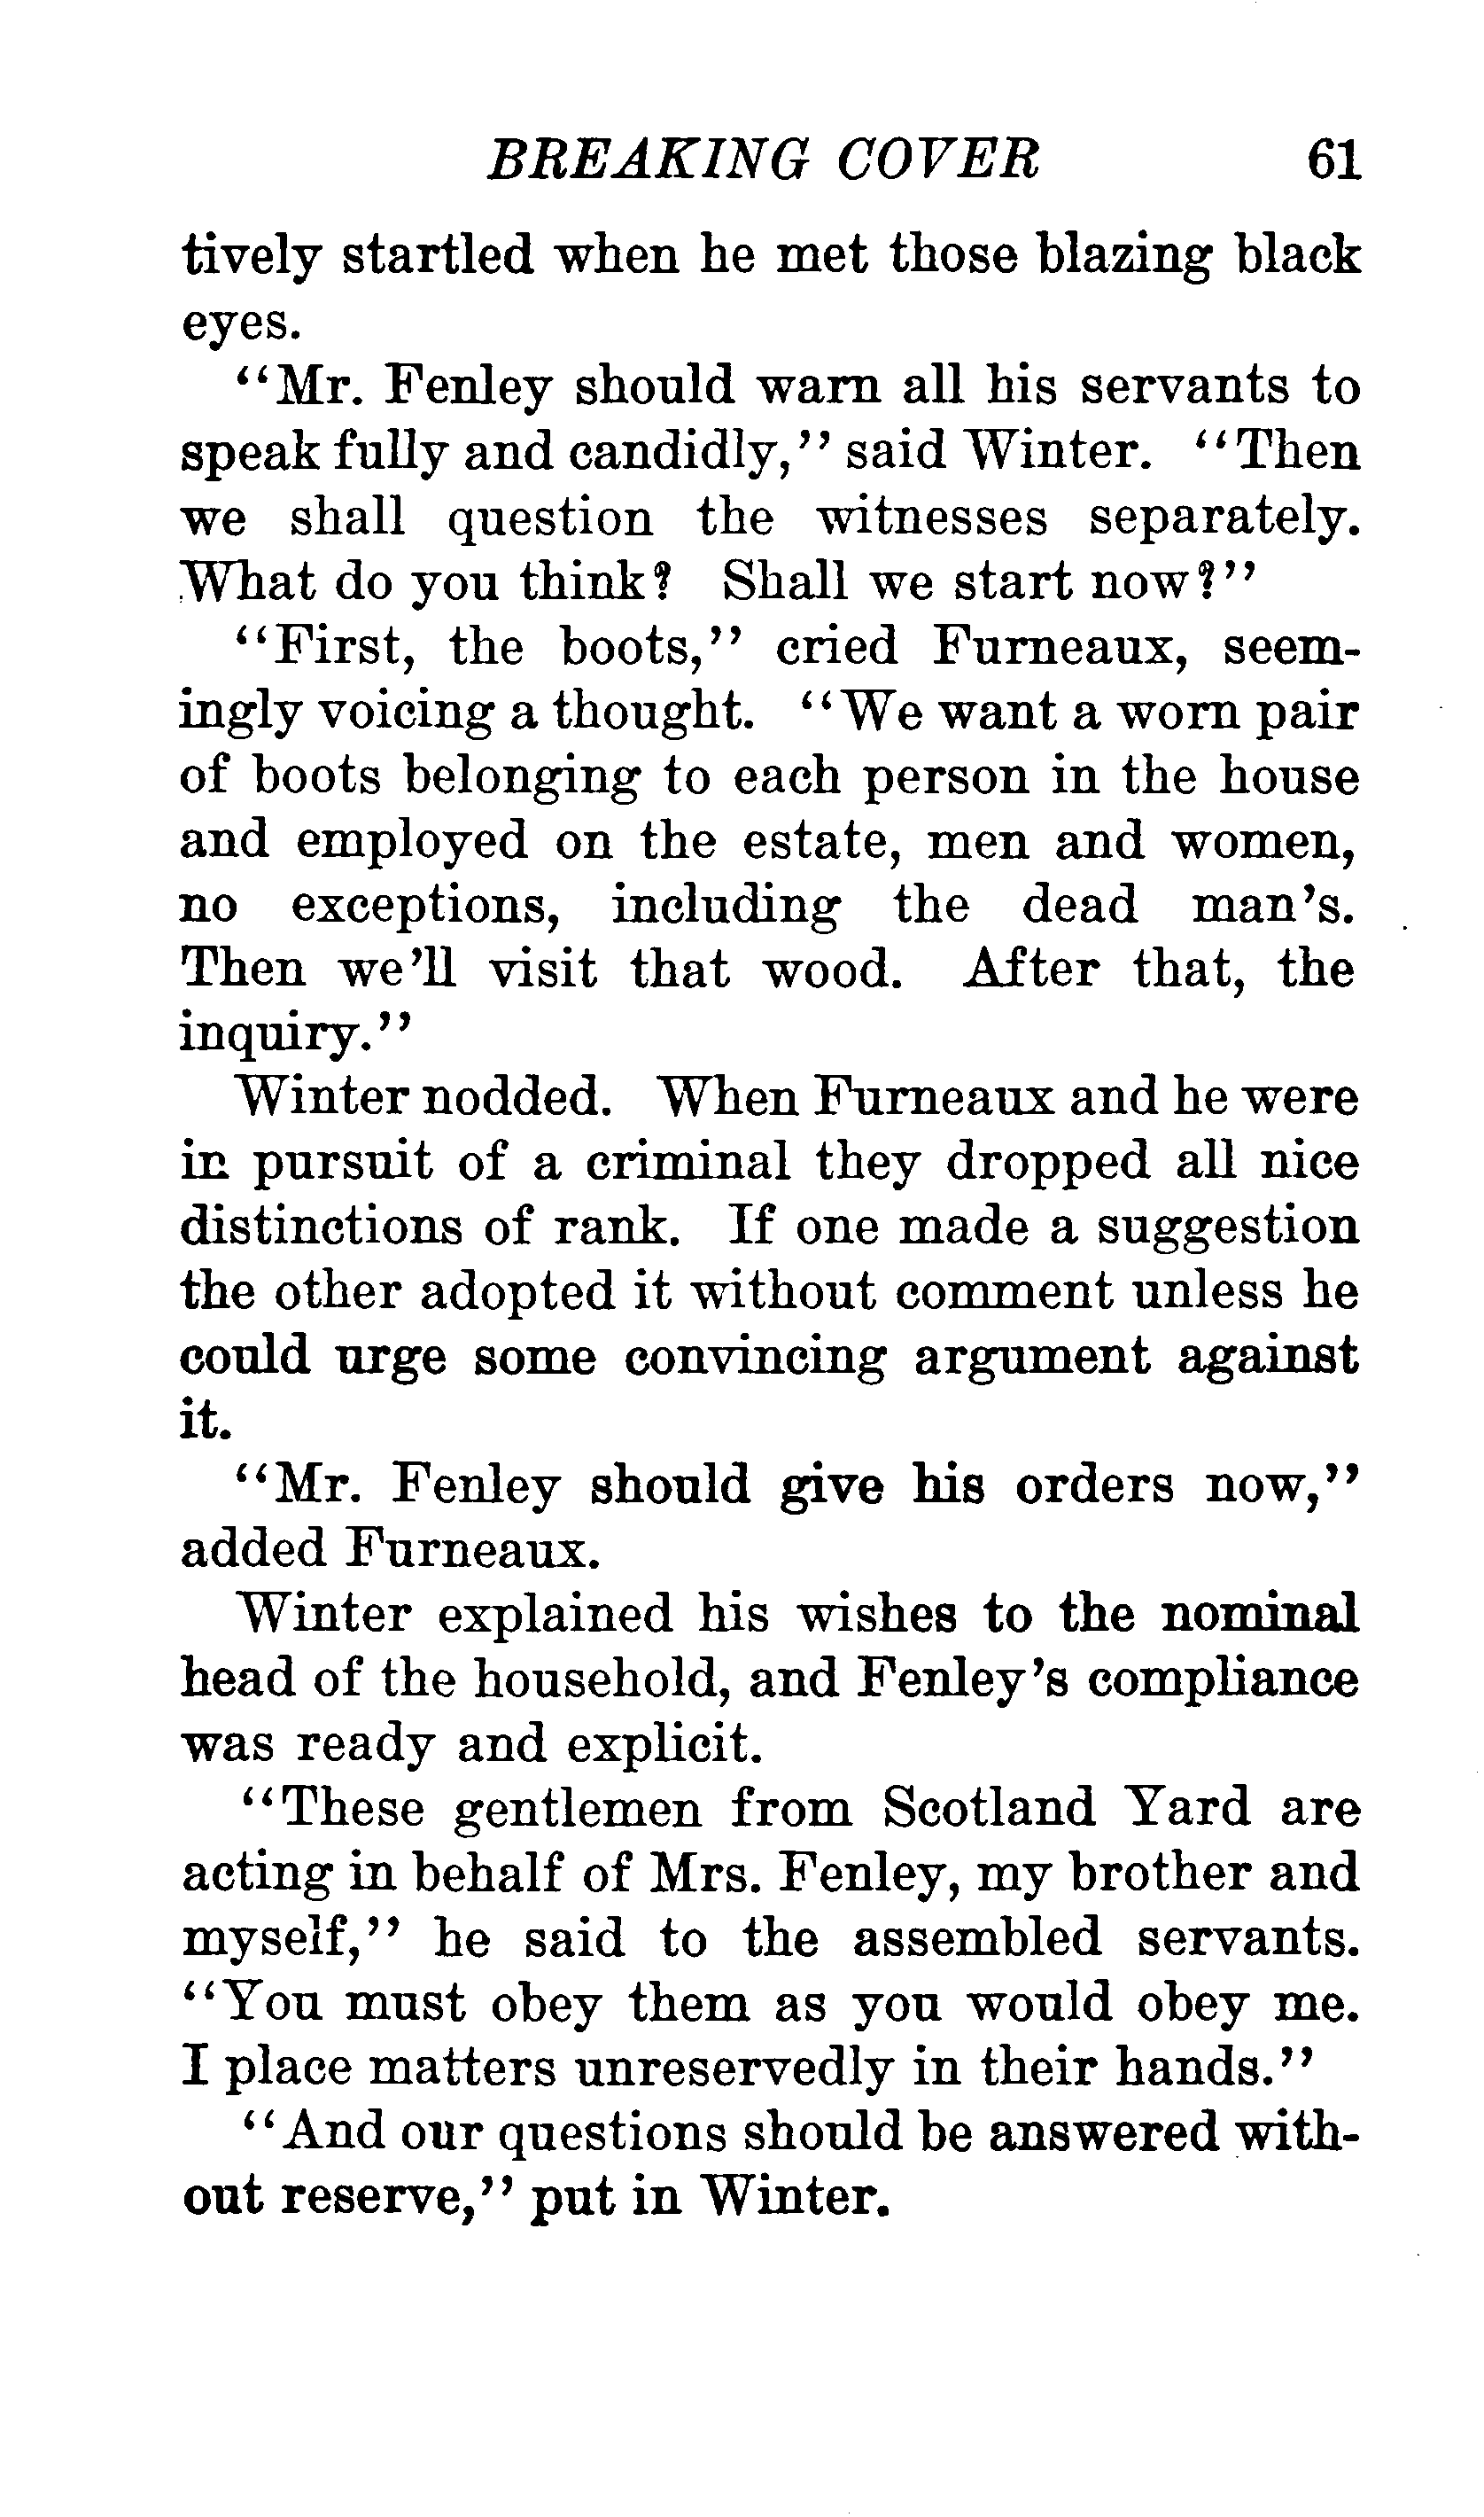 BREAKING COVER 61
tively startled when he met those blazing black
eyes.
"Mr. Fenley should warn all his servants to
speak fully and candidly," said Winter. "Then
we shall question the witnesses separately.
What do you think? Shall we start now?"
"First, the boots," cried Furneaux, seem-
ingly voicing a thought. "We want a worn pair
of boots belonging to each person in the house
and employed on the estate, men and women,
no exceptions, including the dead man's.
Then we'll visit that wood. After that, the
inquiry."
Winter nodded. When Furneaux and he were
in pursuit of a criminal they dropped all nice
distinctions of rank. If one made a suggestion
the other adopted it without comment unless he
could urge some convincing argument against
it.
"Mr. Fenley should give his orders now,"
added Furneaux.
Winter explained his wishes to the nominal
head of the household, and Fenley's compliance
was ready and explicit.
"These gentlemen from Scotland Yard are
acting in behalf of Mrs. Fenley, my brother and
myself," he said to the assembled servants.
"You must obey them as you would obey me.
I place matters unreservedly in their hands."
"And our questions should be answered with-
out reserve," put in Winter.